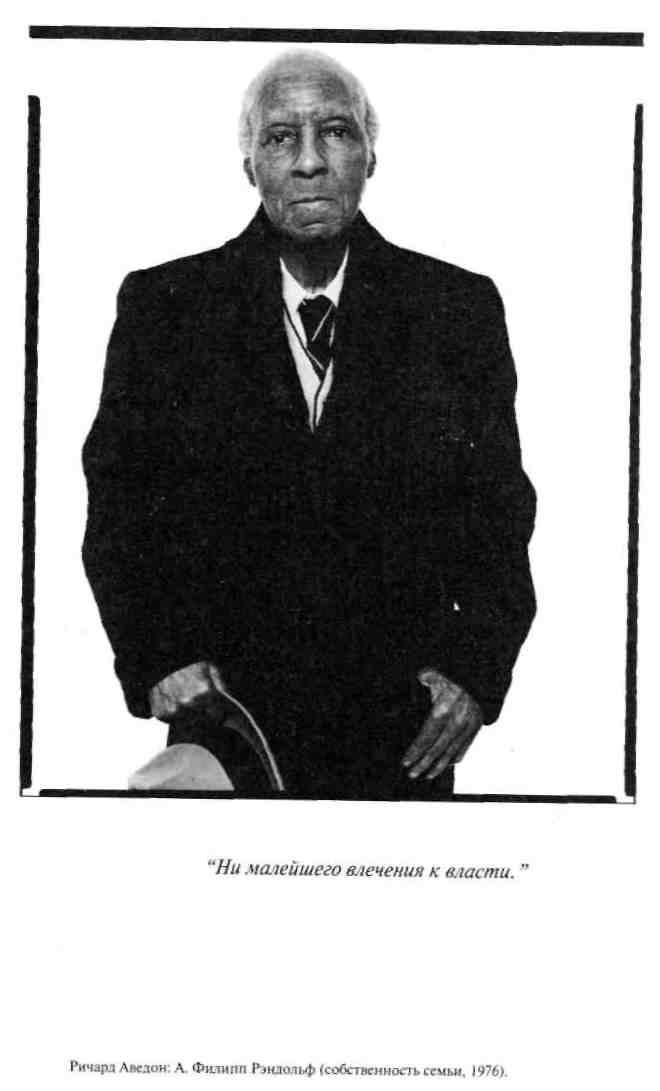 “Ни малейшего влечения к власти.”
Ричард Аведон: А. Филипп Рэндольф (собственность семьи, 1976).